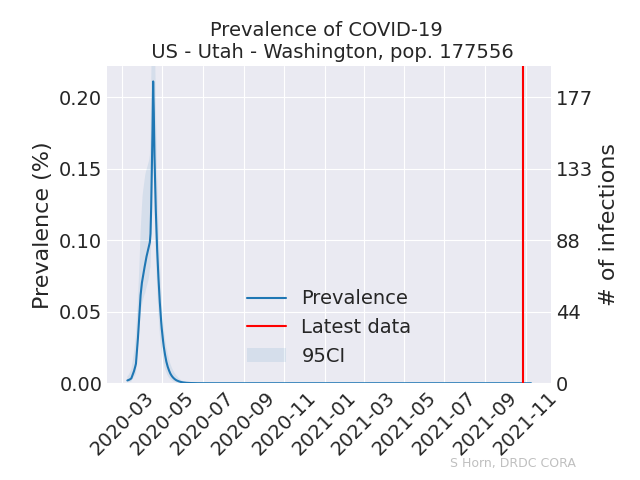 Prevalence of COVID-19
US - Utah - Washington, pop. 177556
Prevalence (%)
0.20
0.15
0.10
0.05
0.00
177
133
88
44
0
# of infections
Prevalence
Latest data
95CI
2020-03
2020-05
2020-07
2020-09
2020-11
2021-01
2021-03
2021-05
2021-07
2021-09
2021-11
S Horn, DRDC CORA